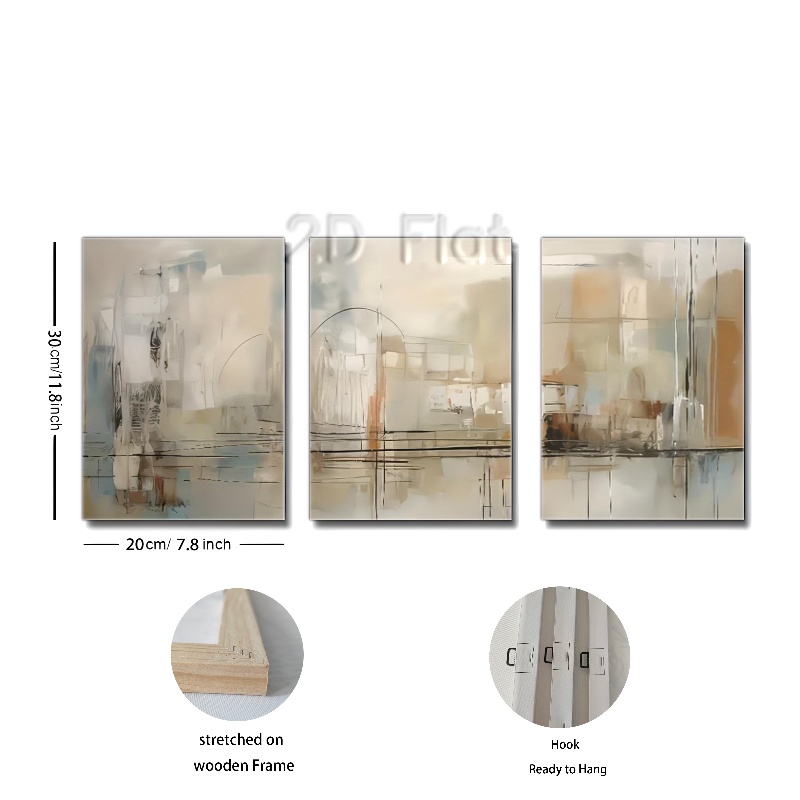 2D Flat
30cm/11.8inch
20cm/ 7.8 inch
stretched on
wooden Frame
Hook
Ready to Hang